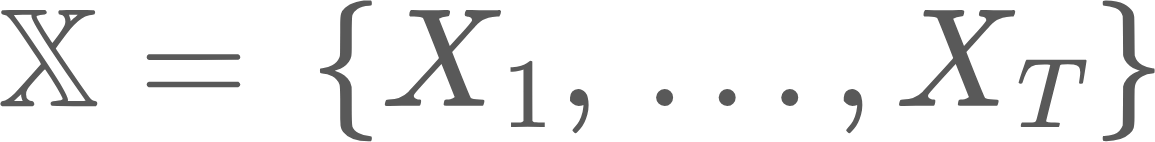 𝕏 = {X₁, ..., X_T}